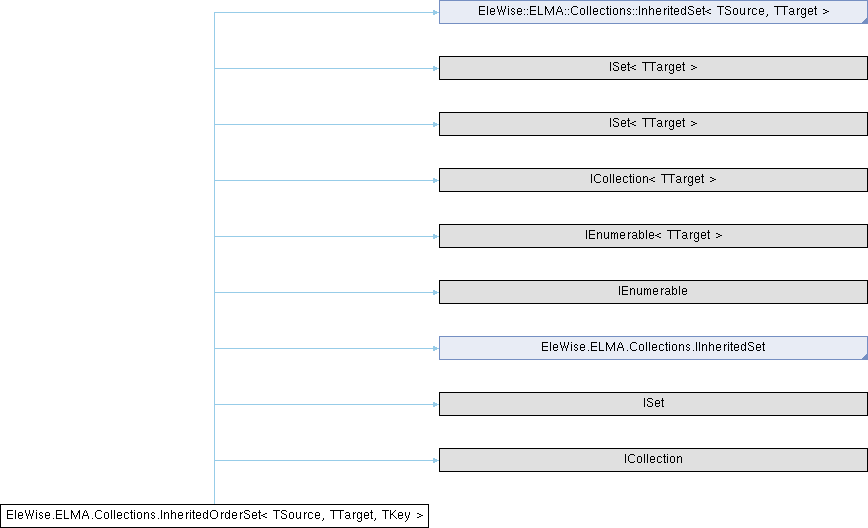 EleWise::ELMA::Collections::InheritedSet< TSource, TTarget >
ISet< TTarget >
ISet< TTarget >
ICollection< TTarget >
IEnumerable< TTarget >
IEnumerable
EleWise.ELMA.Collections.IInheritedSet
ISet
ICollection
EleWise.ELMA.Collections.InheritedOrderSet< TSource, TTarget, TKey >